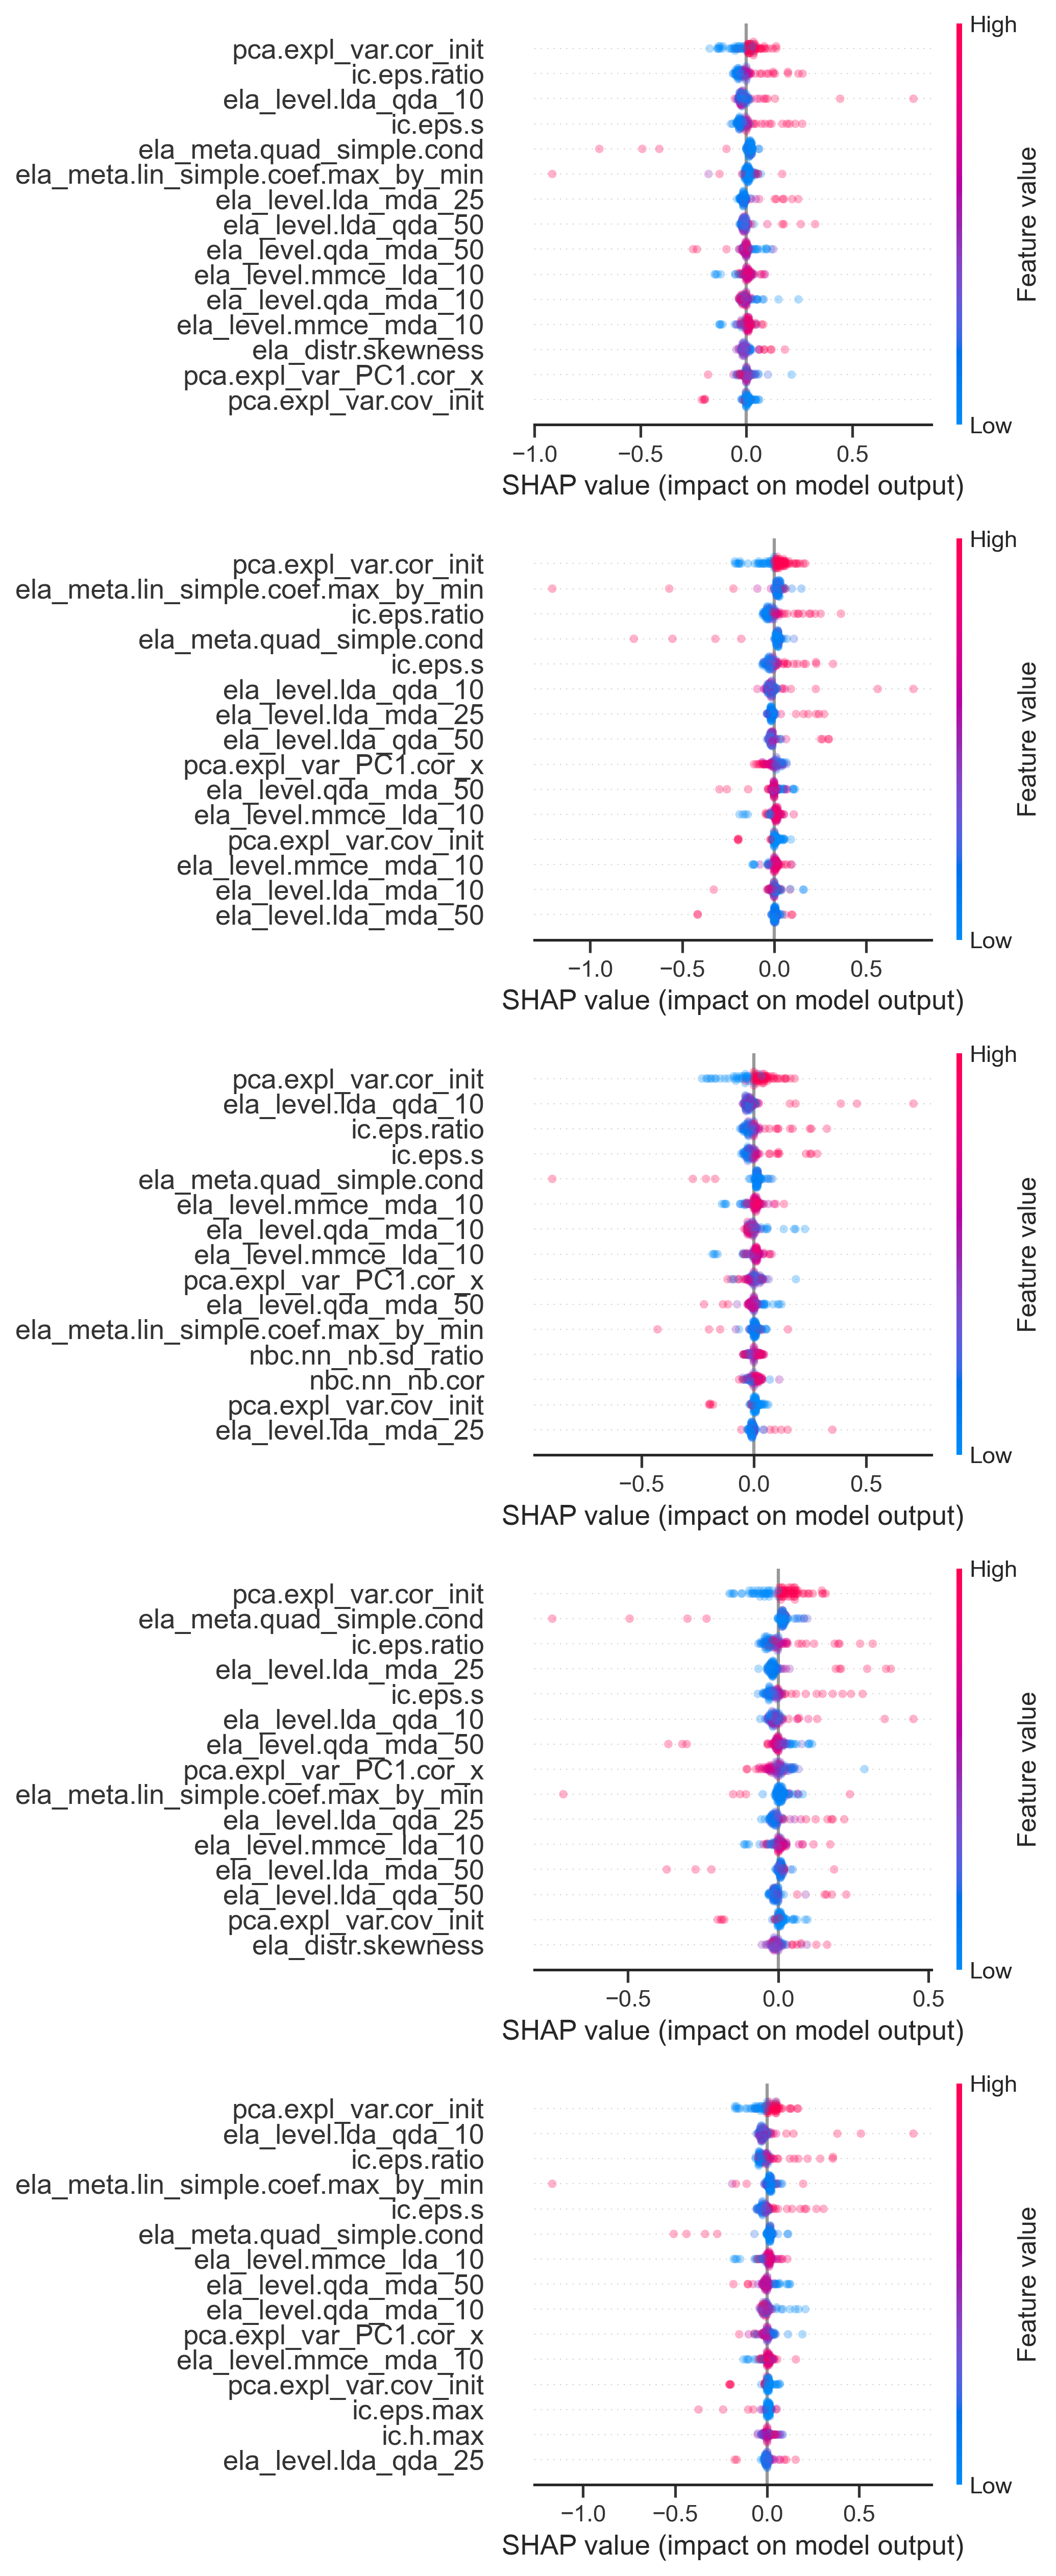 High
pca.expl_var.cor_init
ic.eps.ratio
ela_level.lda_qda_10
ic.eps.s
ela_meta.quad_simple.cond
ela_meta.lin_simple.coef.max_by_min
ela_level.lda_mda_25
ela_level.lda_qda_50
ela_level.qda_mda_50
ela_level.mmce_lda_10
ela_level.qda_mda_10
ela_level.mmce_mda_10
ela_distr.skewness
pca.expl_var_PC1.cor_x
pca.expl_var.cov_init
Feature value
Low
−1.0 −0.5 0.0 0.5
SHAP value (impact on model output)
High
pca.expl_var.cor_init
ela_meta.lin_simple.coef.max_by_min
ic.eps.ratio
ela_meta.quad_simple.cond
ic.eps.s
ela_level.lda_qda_10
ela_level.lda_mda_25
ela_level.lda_qda_50
pca.expl_var_PC1.cor_x
ela_level.qda_mda_50
ela_level.mmce_lda_10
pca.expl_var.cov_init
ela_level.mmce_mda_10
ela_level.lda_mda_10
ela_level.lda_mda_50
Feature value
Low
−1.0 −0.5 0.0 0.5
SHAP value (impact on model output)
High
pca.expl_var.cor_init
ela_level.lda_qda_10
ic.eps.ratio
ic.eps.s
ela_meta.quad_simple.cond
ela_level.mmce_mda_10
ela_level.qda_mda_10
ela_level.mmce_lda_10
pca.expl_var_PC1.cor_x
ela_level.qda_mda_50
ela_meta.lin_simple.coef.max_by_min
nbc.nn_nb.sd_ratio
nbc.nn_nb.cor
pca.expl_var.cov_init
ela_level.lda_mda_25
Feature value
Low
−0.5 0.0 0.5
SHAP value (impact on model output)
High
pca.expl_var.cor_init
ela_meta.quad_simple.cond
ic.eps.ratio
ela_level.lda_mda_25
ic.eps.s
ela_level.lda_qda_10
ela_level.qda_mda_50
pca.expl_var_PC1.cor_x
ela_meta.lin_simple.coef.max_by_min
ela_level.lda_qda_25
ela_level.mmce_lda_10
ela_level.lda_mda_50
ela_level.lda_qda_50
pca.expl_var.cov_init
ela_distr.skewness
Feature value
Low
−0.5 0.0 0.5
SHAP value (impact on model output)
High
pca.expl_var.cor_init
ela_level.lda_qda_10
ic.eps.ratio
ela_meta.lin_simple.coef.max_by_min
ic.eps.s
ela_meta.quad_simple.cond
ela_level.mmce_lda_10
ela_level.qda_mda_50
ela_level.qda_mda_10
pca.expl_var_PC1.cor_x
ela_level.mmce_mda_10
pca.expl_var.cov_init
ic.eps.max
ic.h.max
ela_level.lda_qda_25
Feature value
Low
−1.0 −0.5 0.0 0.5
SHAP value (impact on model output)